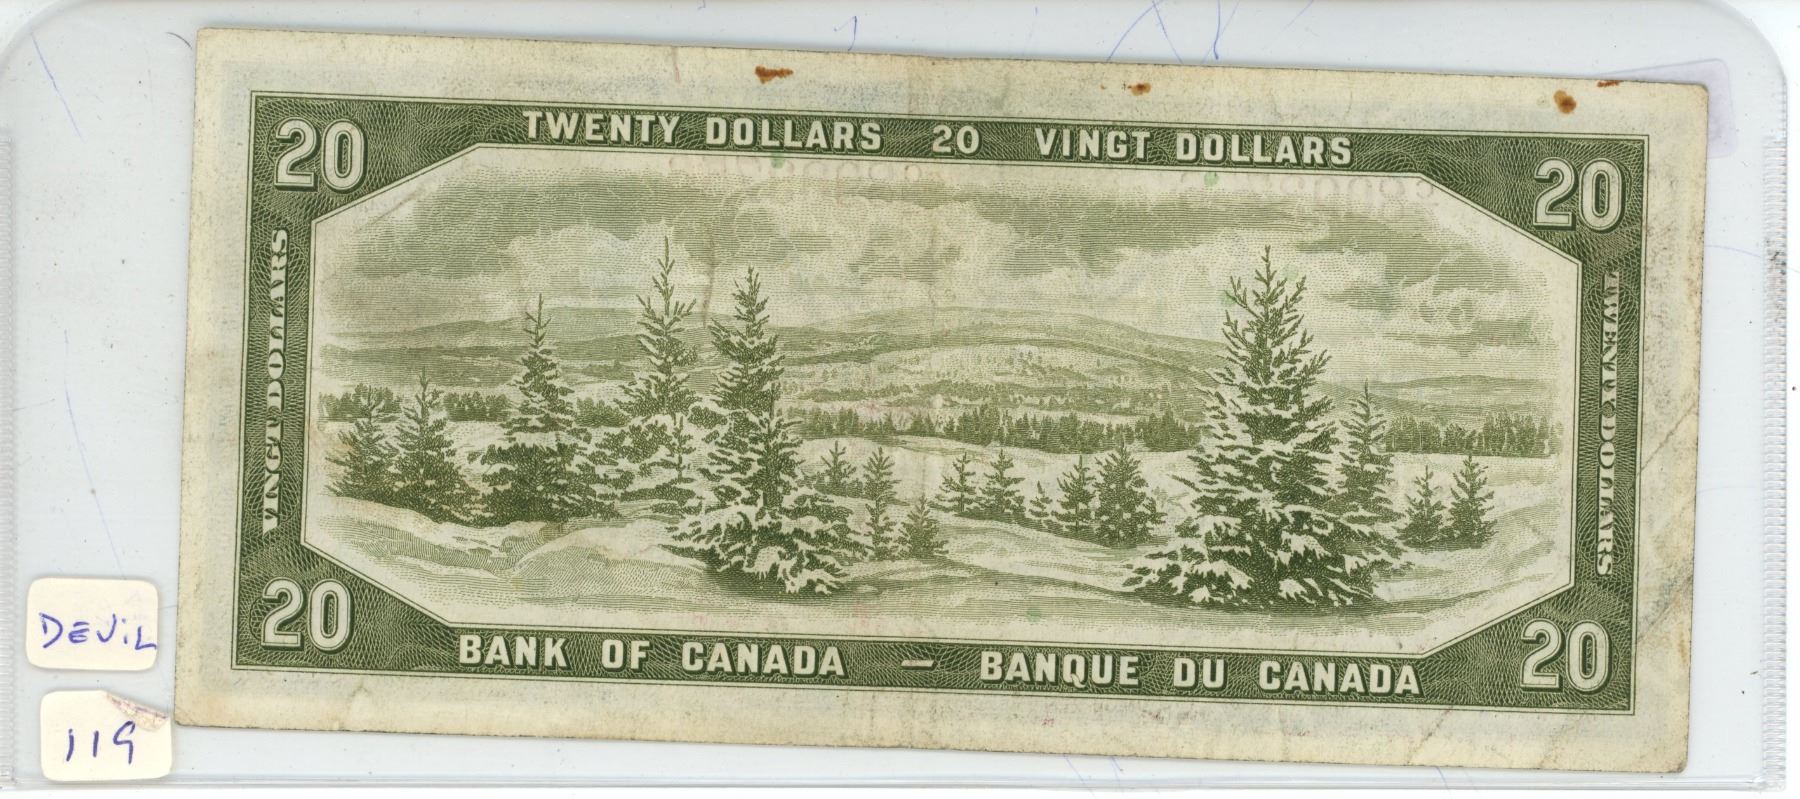 20 TWENTY DOLLARS 20 VINGT DOLLARS 20
VINGT DOLLARS
TWENTY DOLLARS
20 BANK OF CANADA — BANQUE DU CANADA 20
DEVIL
119